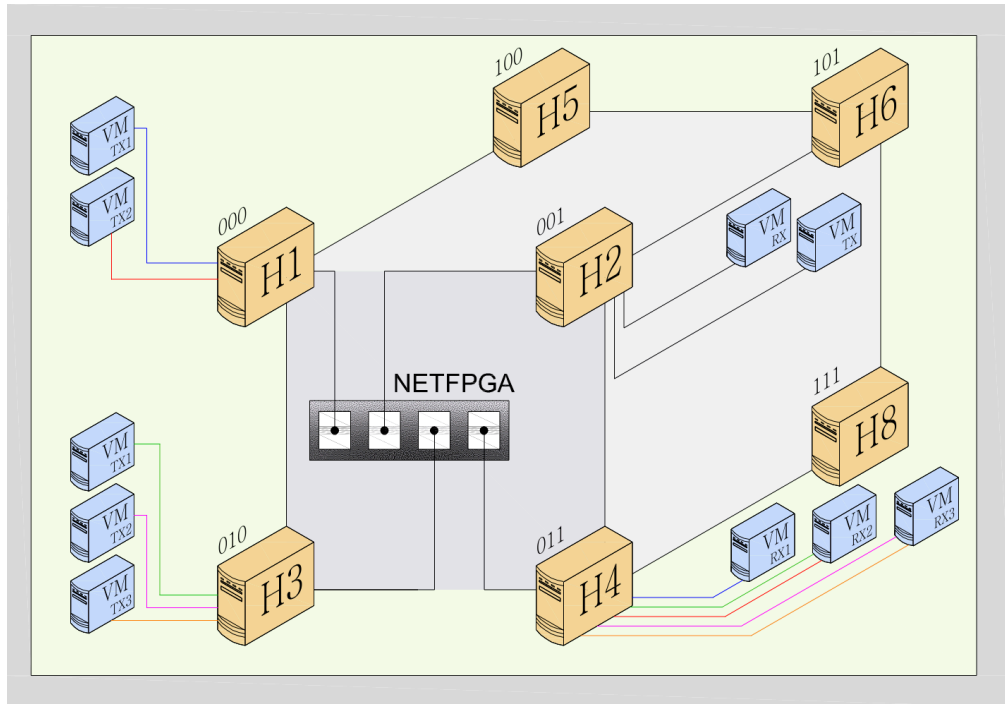 100
H5
101
H6
VM
TX1
VM
TX2
000
H1
001
H2
VM
RX
VM
TX
NETFPGA
111
H8
VM
TX1
VM
TX2
VM
TX3
010
H3
011
H4
VM
RX1
VM
RX2
VM
RX3